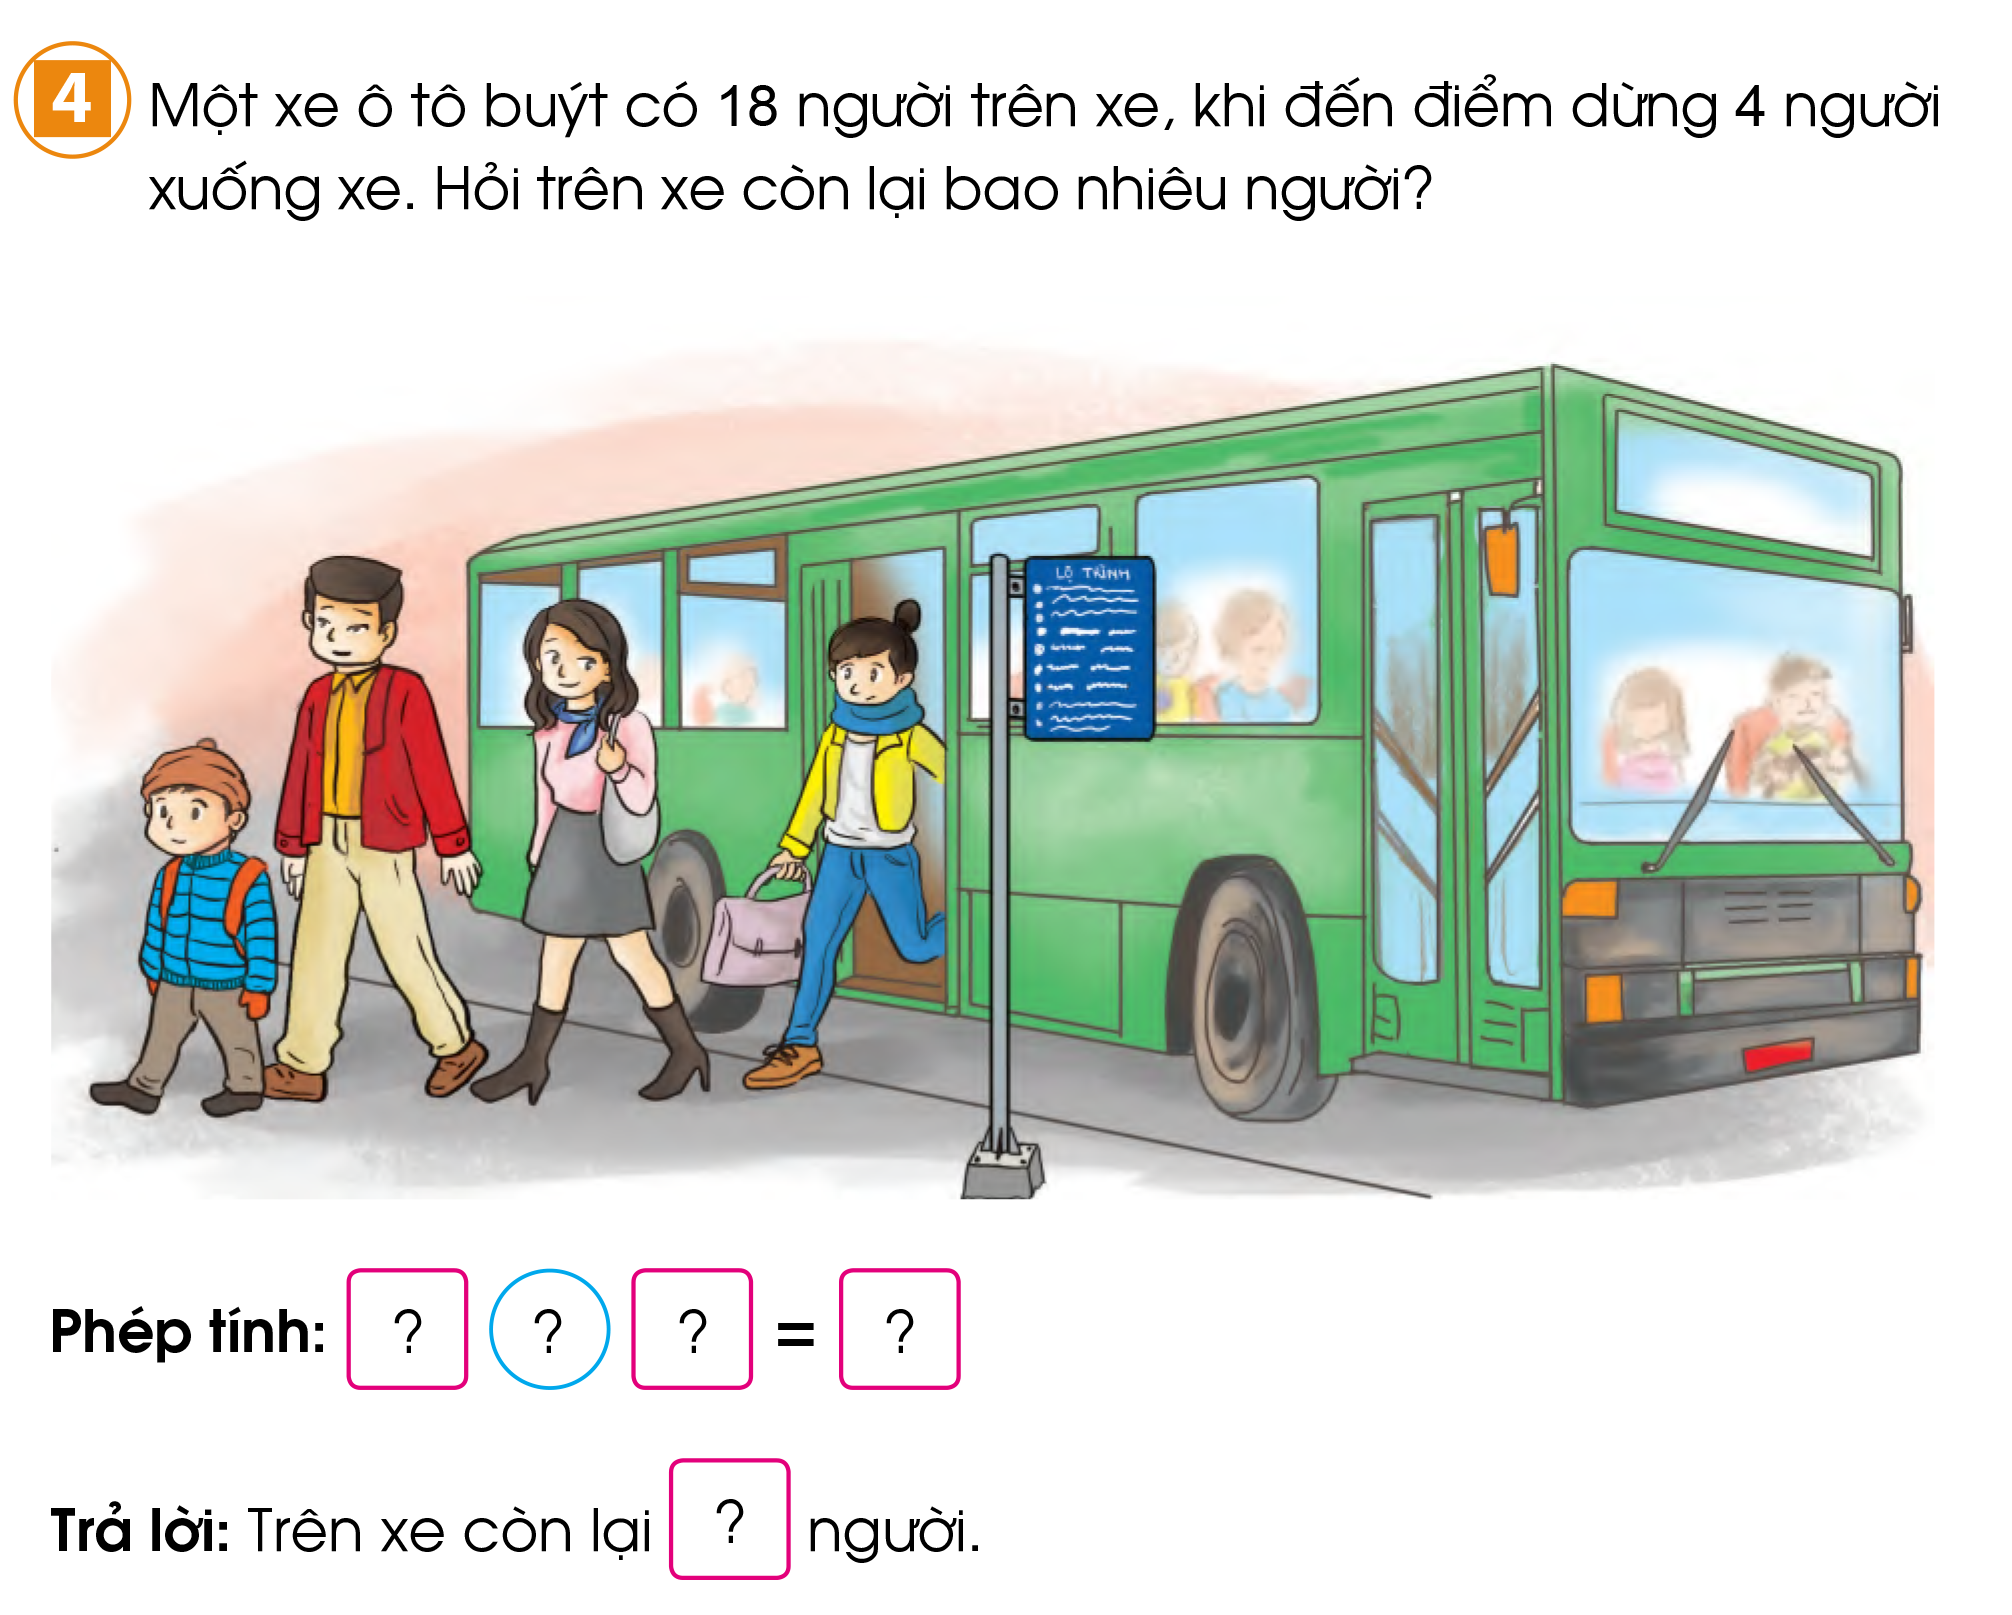 4 Một xe ô tô buýt có 18 người trên xe, khi đến điểm dừng 4 người
xuống xe. Hỏi trên xe còn lại bao nhiêu người?
LỘ TRÌNH
Phép tính: ? ? ? = ?
Trả lời: Trên xe còn lại ? người.